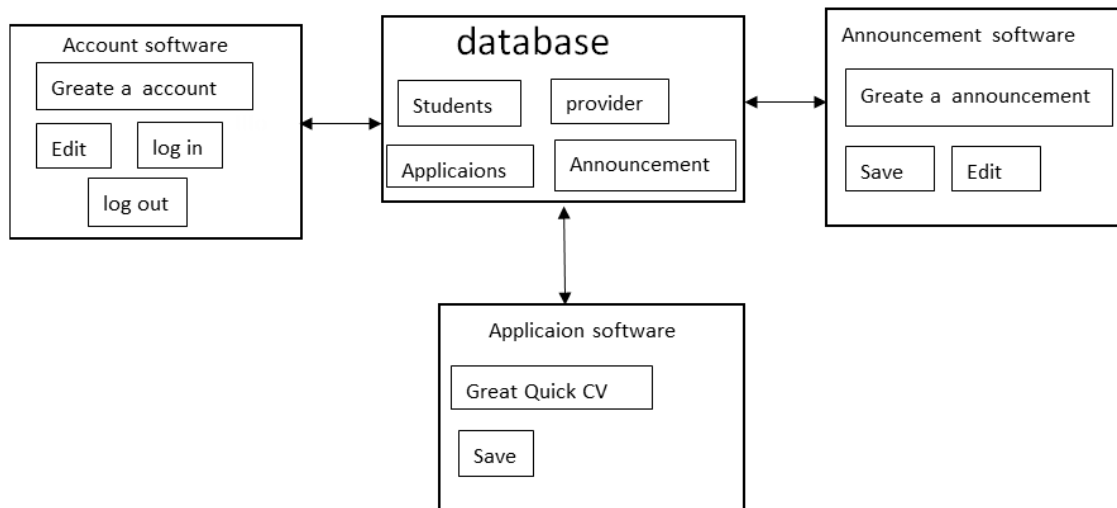 Account software
Greate a account
Edit
log in
log out
database
Students
provider
Applicaions
Announcement
Announcement software
Greate a announcement
Save
Edit
Applicaion software
Great Quick CV
Save